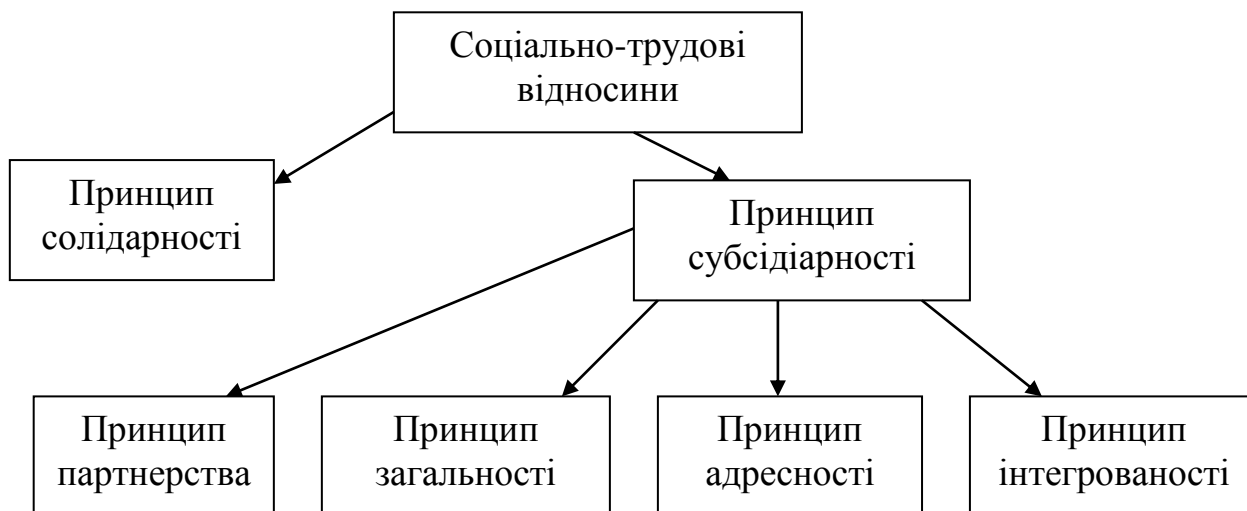 Соціально-трудові
відносини
Принцип
солідарності
Принцип
субсідіарності
Принцип
партнерства
Принцип
загальності
Принцип
адресності
Принцип
інтегрованості